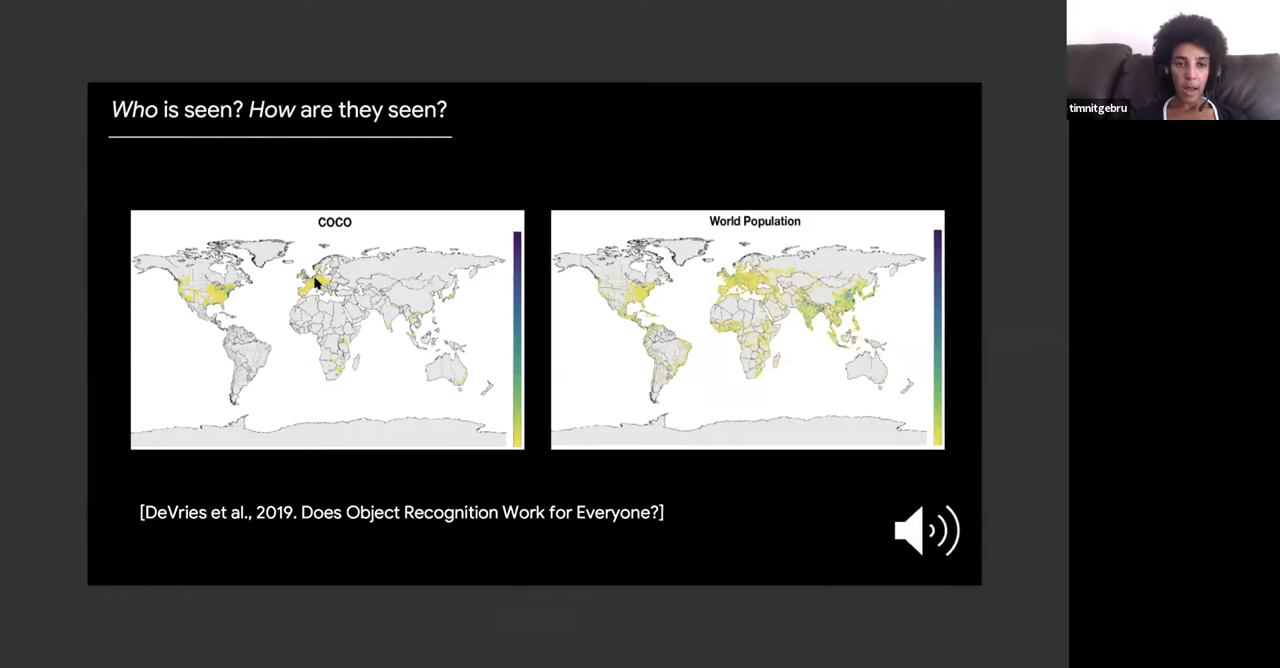 Who is seen? How are they seen?
COCO
World Population
[DeVries et al., 2019. Does Object Recognition Work for Everyone?]
timnitgebru